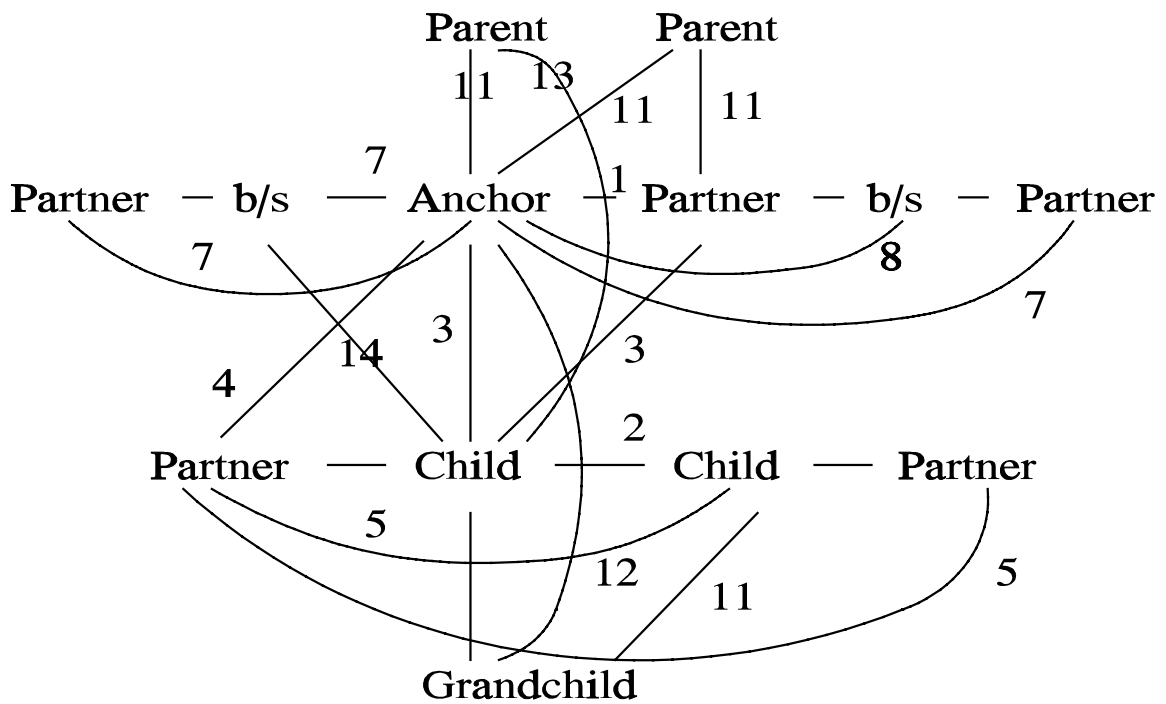 Parent Parent
11 13 11 11
7 1
Partner b/s Anchor Partner b/s Partner
7 8
7
3 3
14
4
2
Partner Child Child Partner
5
12 5
11
Grandchild